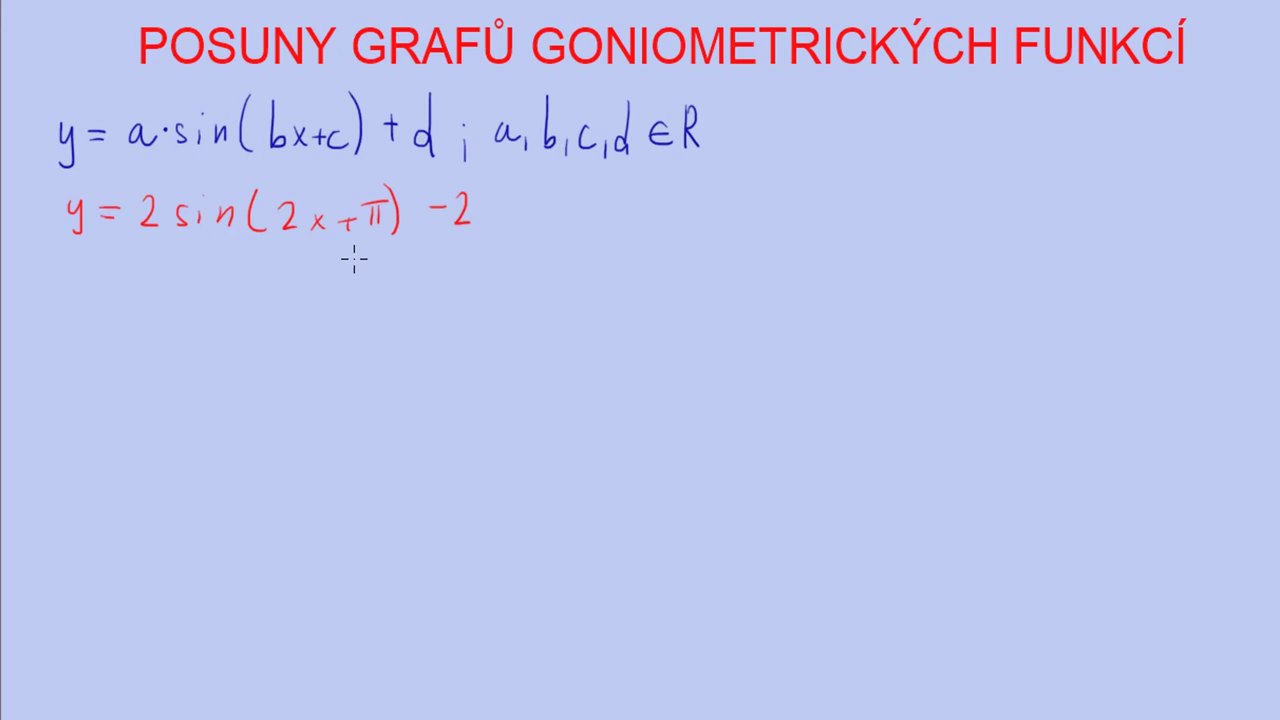 POSUNY GRAFŮ GONIOMETRICKÝCH FUNKCÍ
y = a·sin(bx+c) + d ; a, b, c, d ∈ R
y = 2 sin(2x+π) -2